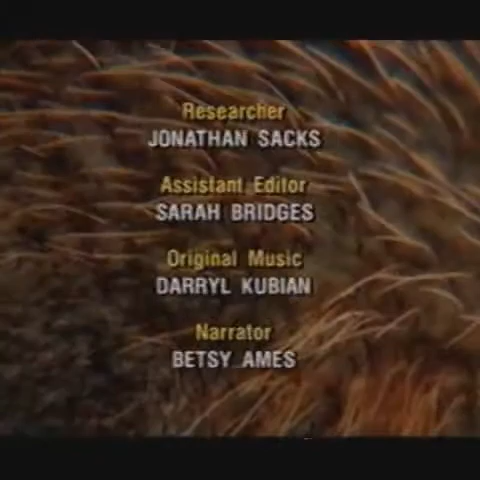 Researcher
JONATHAN SACKS
Assistant Editor
SARAH BRIDGES
Original Music
DARRYL KUBIAN
Narrator
BETSY AMES